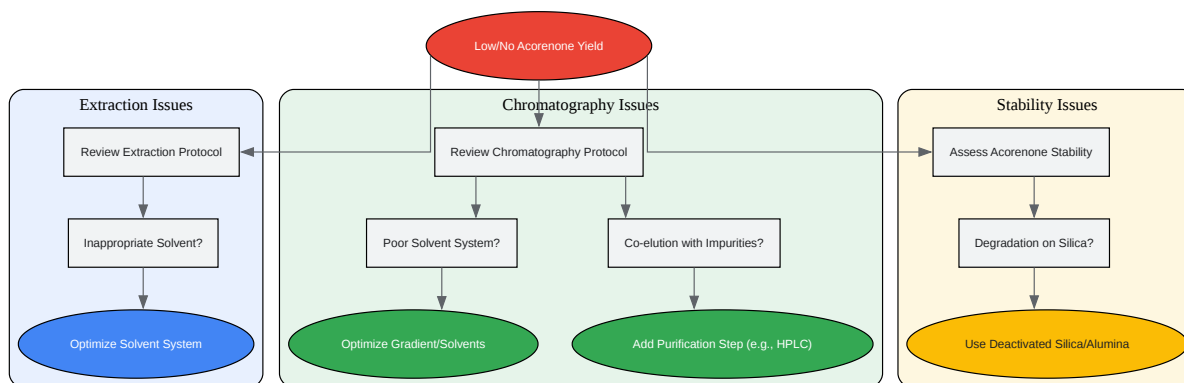 Low/No Acorenone Yield
Extraction Issues
Chromatography Issues
Stability Issues
Review Extraction Protocol
Review Chromatography Protocol
Assess Acorenone Stability
Inappropriate Solvent?
Poor Solvent System?
Co-elution with Impurities?
Degradation on Silica?
Optimize Solvent System
Optimize Gradient/Solvents
Add Purification Step (e.g., HPLC)
Use Deactivated Silica/Alumina